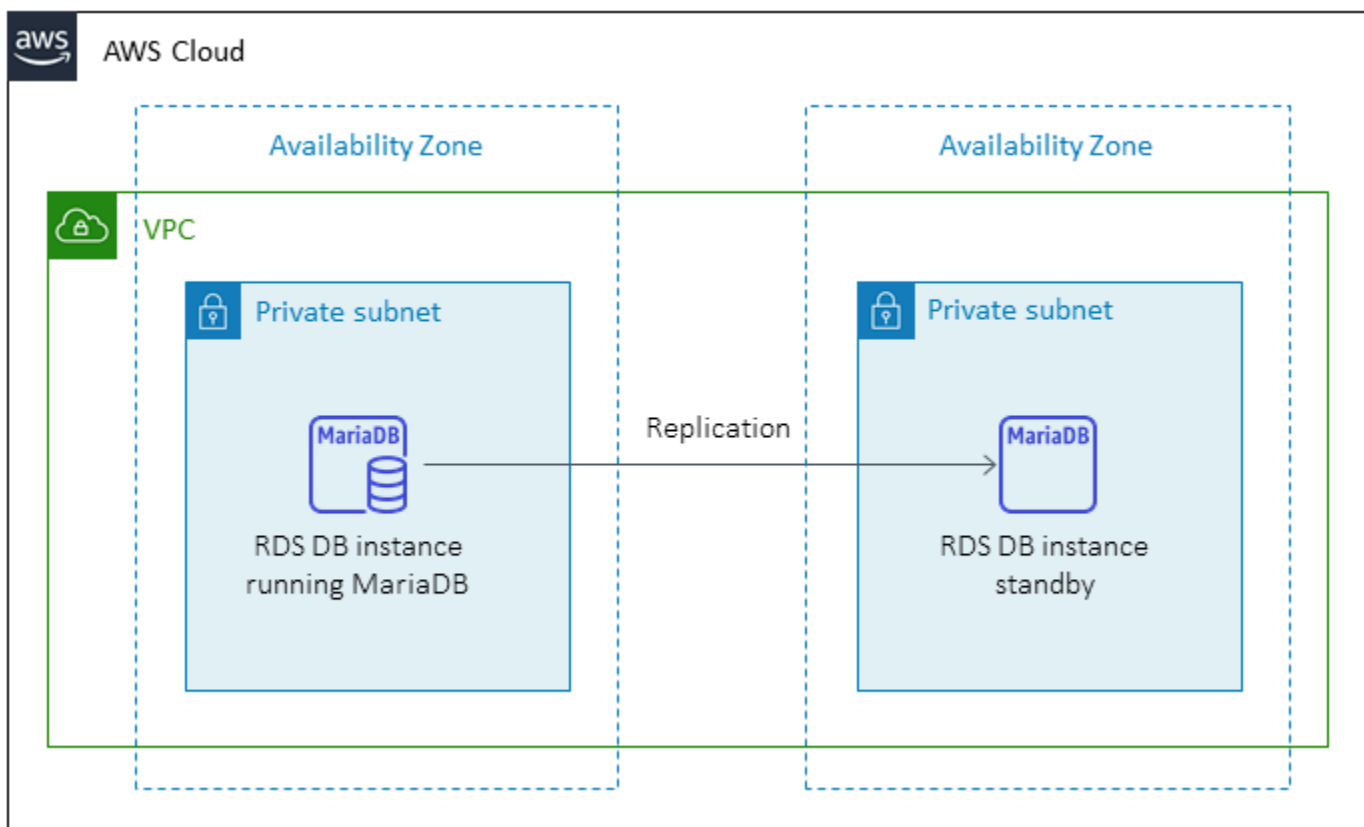 aws
AWS Cloud
Availability Zone
Availability Zone
VPC
Private subnet
Private subnet
MariaDB
Replication
MariaDB
RDS DB instance
running MariaDB
RDS DB instance
standby